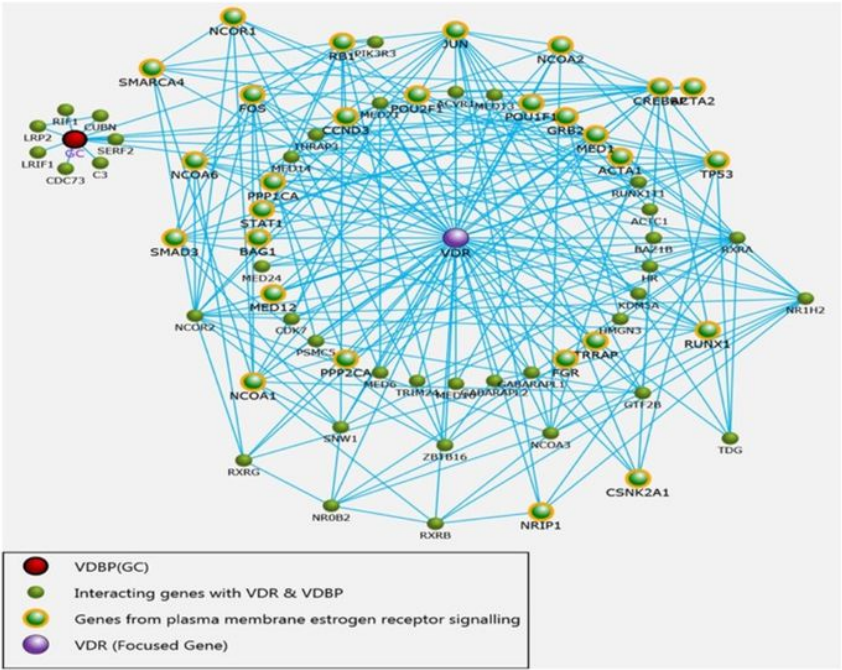 NCOR1
RB1
PIK3R3
JUN
NCOA2
SMARCA4
FOS
MED21
POU2F1
ACVR1
MED13
POU1F1
CREBBP
ACTA2
RIF1
CUBN
LRP2
GC
SERF2
LRIF1
CDC73
C3
CCND3
GRB2
THRAP3
MED1
MED14
ACTA1
TP53
NCOA6
PPP1CA
RUNX1T1
STAT1
ACTC1
SMAD3
BAG1
VDR
BAZ1B
RXRA
MED24
HR
MED12
KDM5A
NR1H2
NCOR2
CDK7
HMGN3
PSMC5
TRRAP
RUNX1
PPP2CA
FGR
NCOA1
MED6
TRIM24
MED16
GABARAPL2
GABARAPL1
GTF2B
SNW1
ZBTB16
NCOA3
TDG
RXRG
CSNK2A1
NR0B2
RXRB
NRIP1
VDBP(GC)
Interacting genes with VDR & VDBP
Genes from plasma membrane estrogen receptor signalling
VDR (Focused Gene)